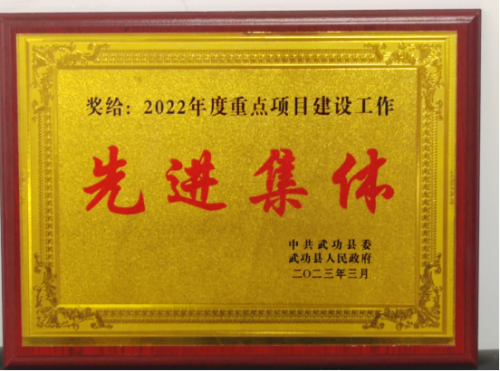 奖给：2022年度重点项目建设工作
先进集体
中共武功县委
武功县人民政府
二〇二三年三月